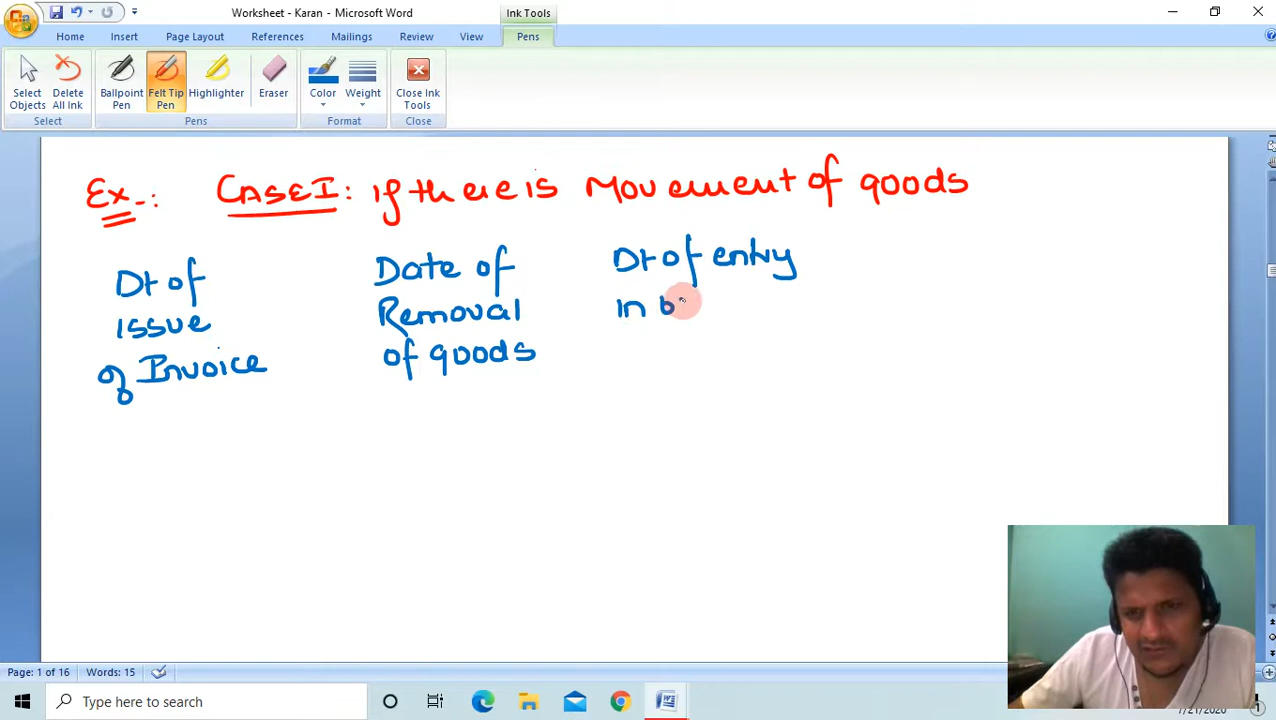 Worksheet - Karan - Microsoft Word
Ink Tools
Home Insert Page Layout References Mailings Review View Pens
Select Objects
Delete All Ink
Ballpoint Pen
Felt Tip Pen
Highlighter
Eraser
Color
Weight
Close Ink Tools
Select Pens Format Close
Ex-: CASE I: if there is Movement of goods
Dt of issue of Invoice
Date of Removal of goods
Dt of entry in b
Page: 1 of 16 Words: 15
Type here to search
7/21/2020